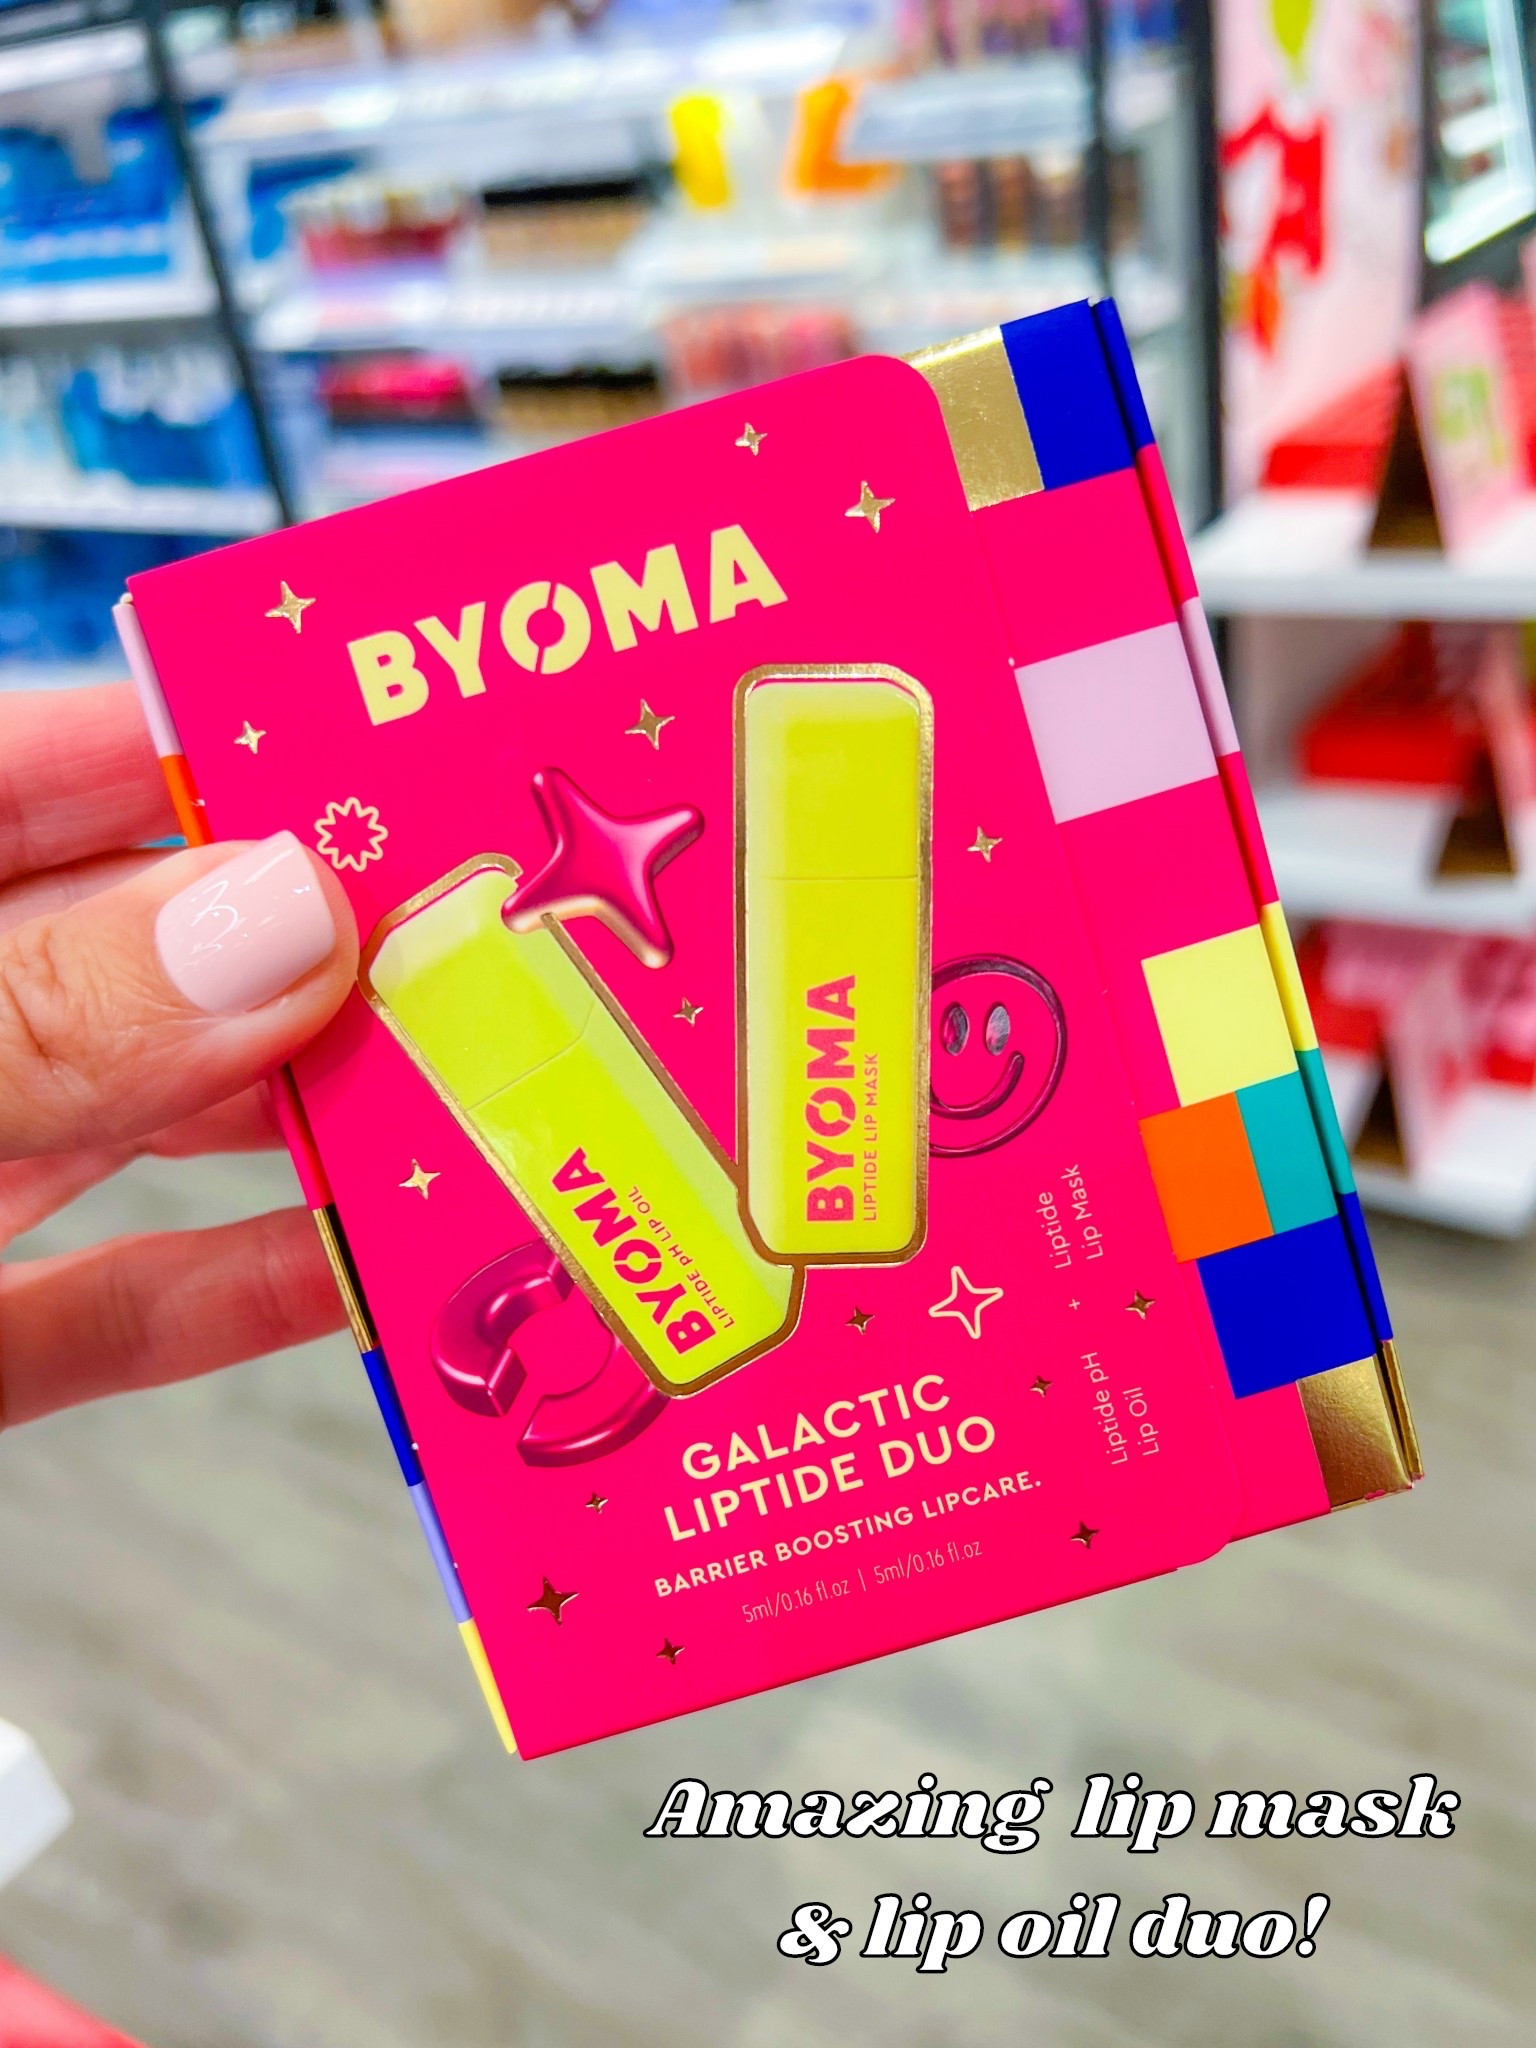 BYOMA
BYOMA
LIPTIDE LIP MASK
BYOMA
LIPTIDE pH LIP OIL
Liptide pH
Lip Oil
+
Liptide
Lip Mask
GALACTIC
LIPTIDE DUO
BARRIER BOOSTING LIPCARE.
5ml/0.16 fl.oz | 5ml/0.16 fl.oz
Amazing lip mask
& lip oil duo!